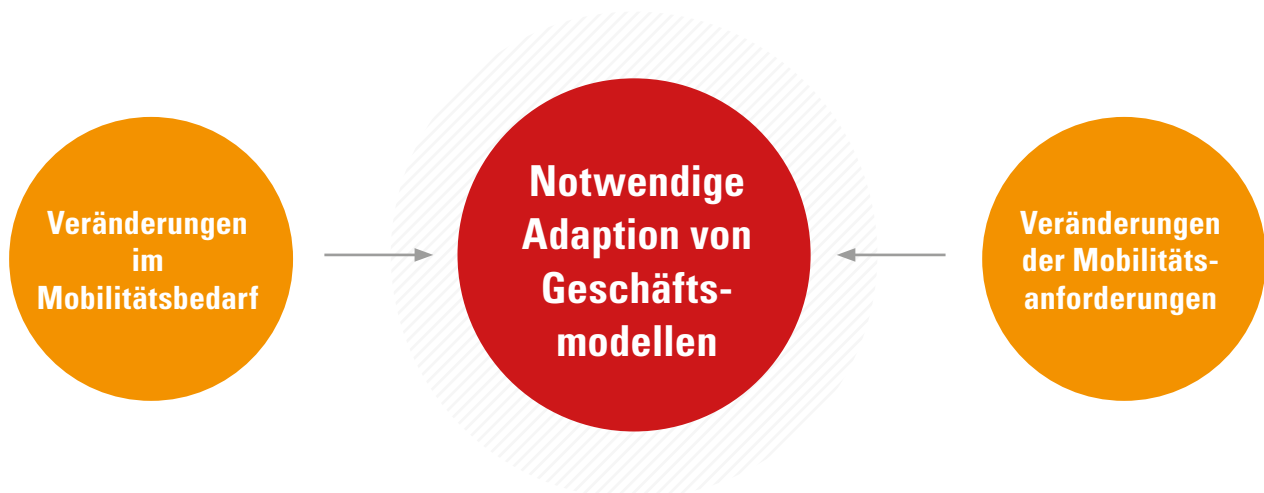 Veränderungen
im
Mobilitätsbedarf
Notwendige
Adaption von
Geschäfts-
modellen
Veränderungen
der Mobilitäts-
anforderungen